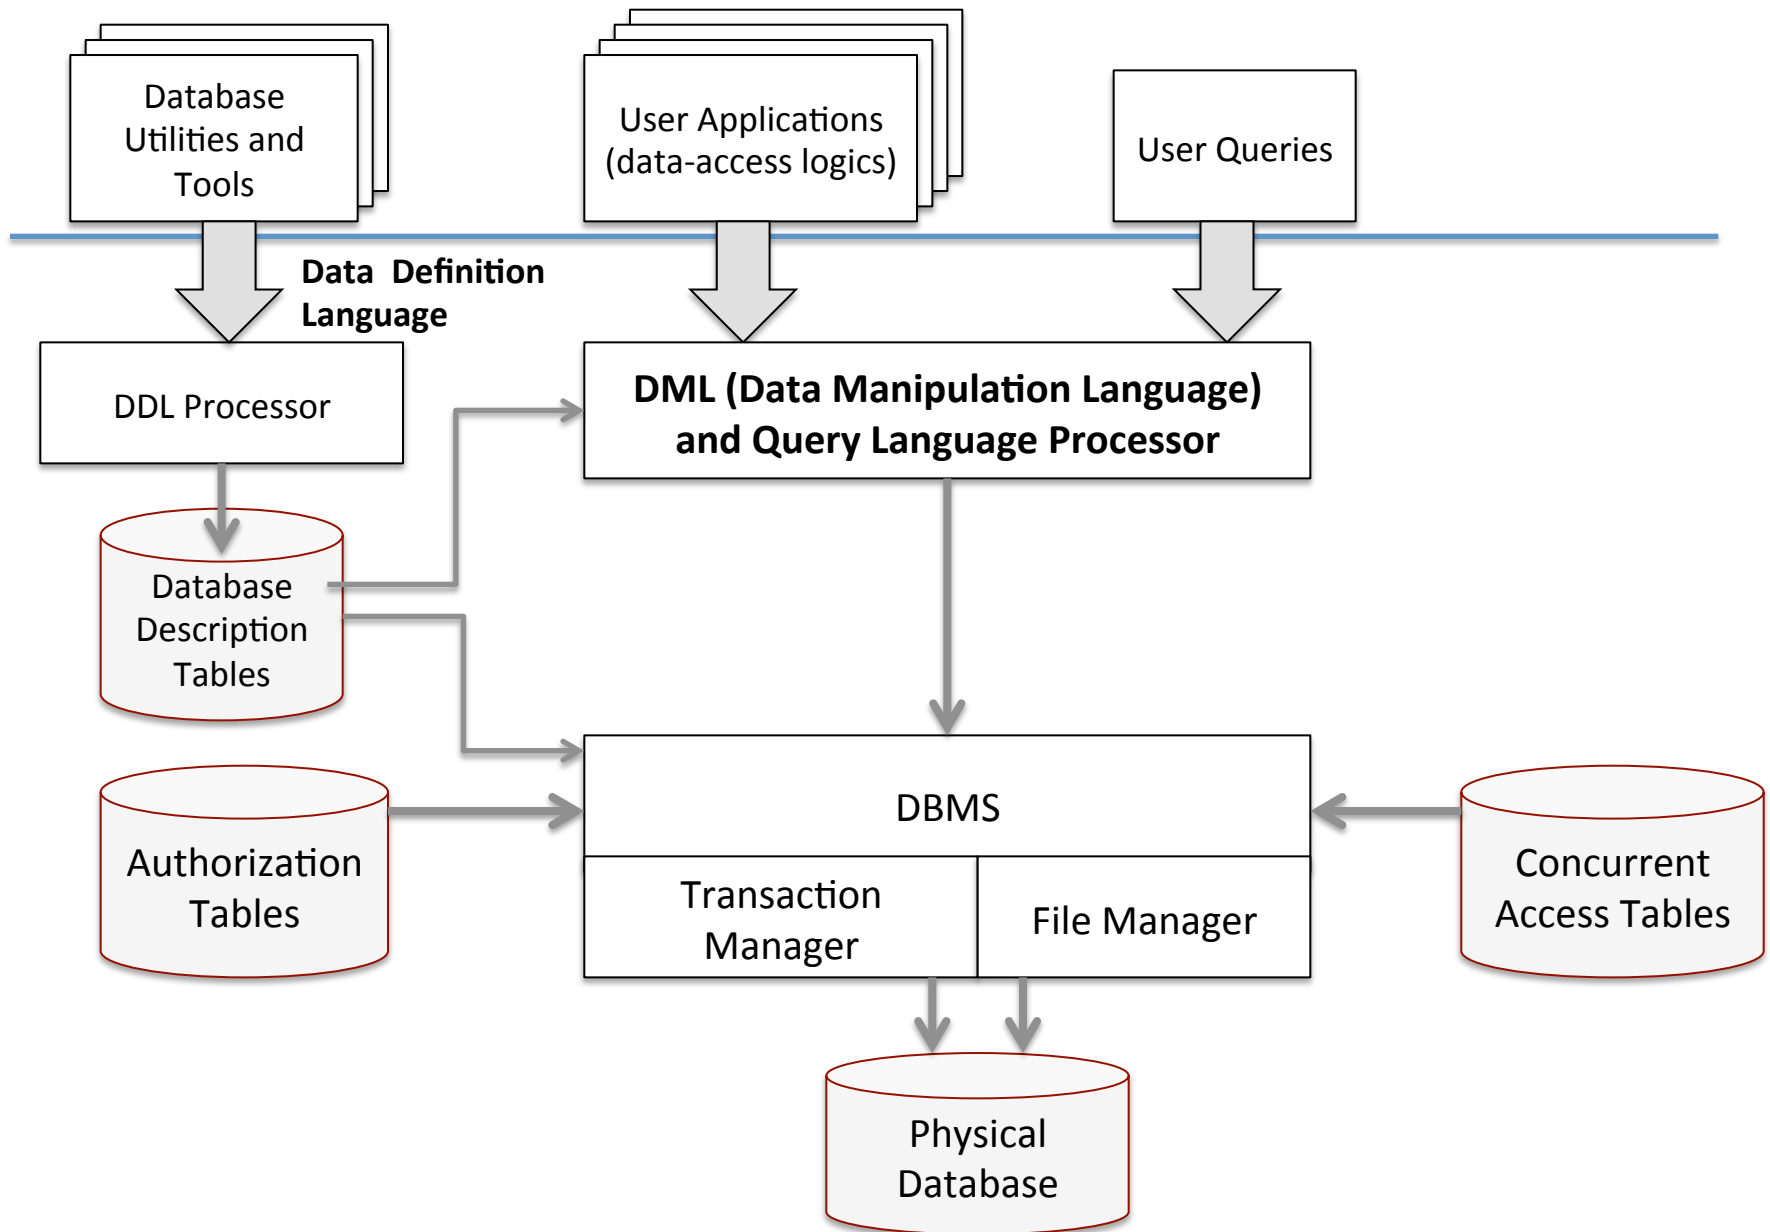 Database
Utilities and
Tools
User Applications
(data-access logics)
User Queries
Data Definition
Language
DDL Processor
DML (Data Manipulation Language)
and Query Language Processor
Database
Description
Tables
DBMS
Authorization
Tables
Transaction
Manager
File Manager
Concurrent
Access Tables
Physical
Database